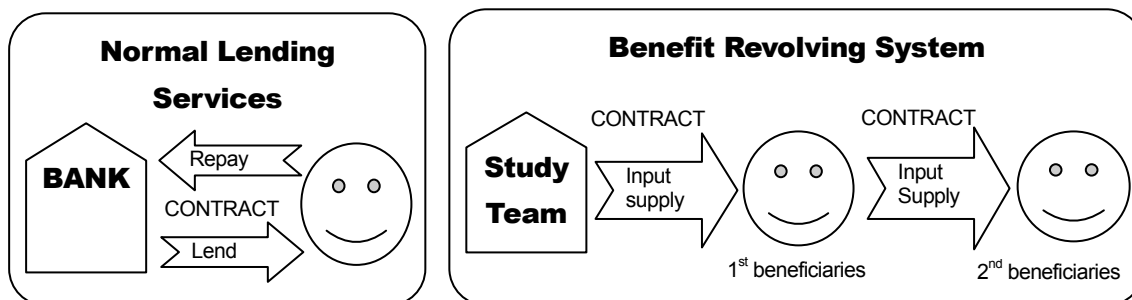 Normal Lending
Services
BANK
Repay
CONTRACT
Lend
Benefit Revolving System
Study
Team
CONTRACT
Input
supply
1st beneficiaries
CONTRACT
Input
Supply
2nd beneficiaries